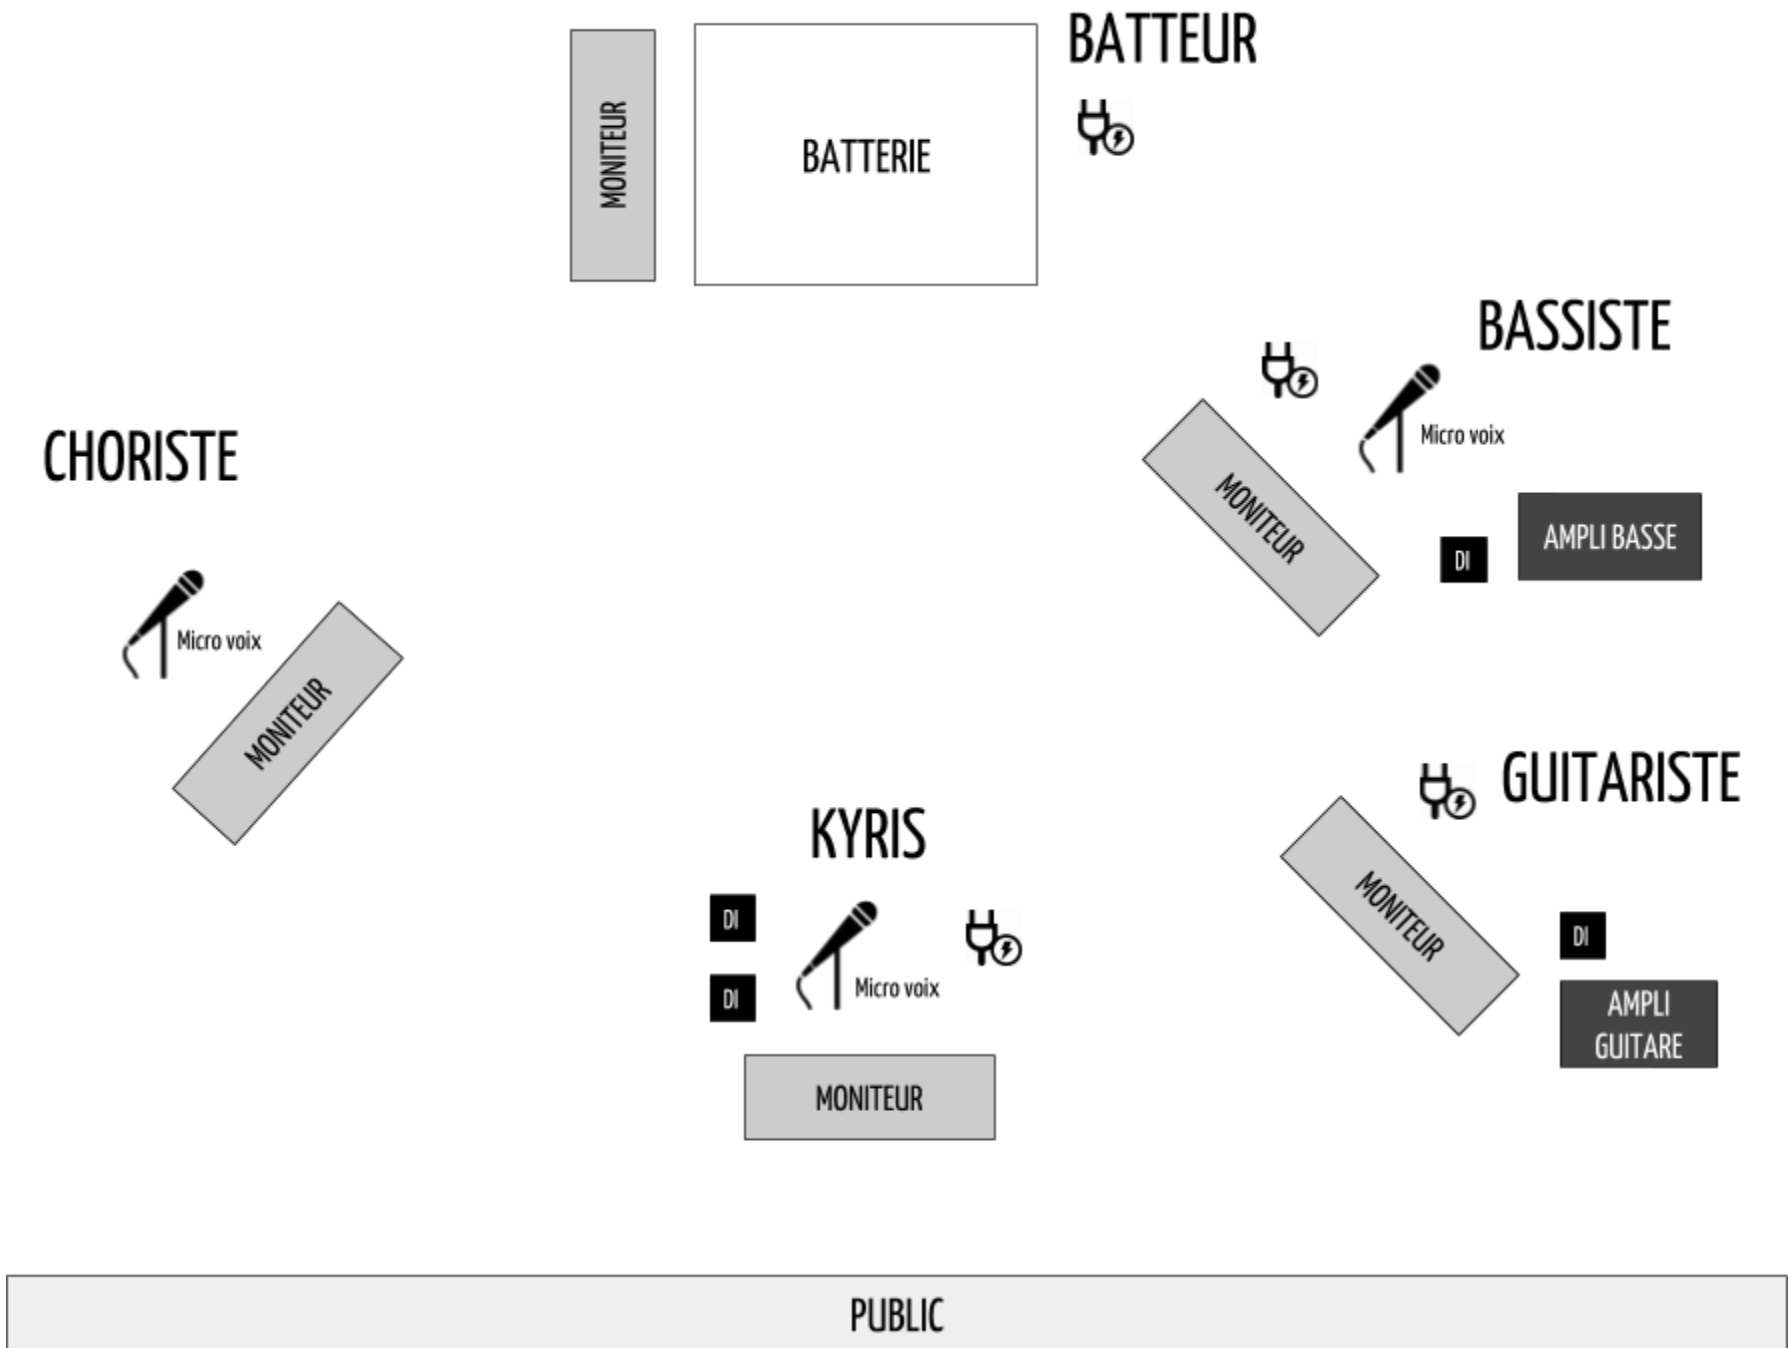 BATTEUR
MONITEUR
BATTERIE
BASSISTE
Micro voix
MONITEUR
DI
AMPLI BASSE
CHORISTE
Micro voix
MONITEUR
GUITARISTE
MONITEUR
DI
AMPLI
GUITARE
KYRIS
DI
DI
Micro voix
MONITEUR
PUBLIC